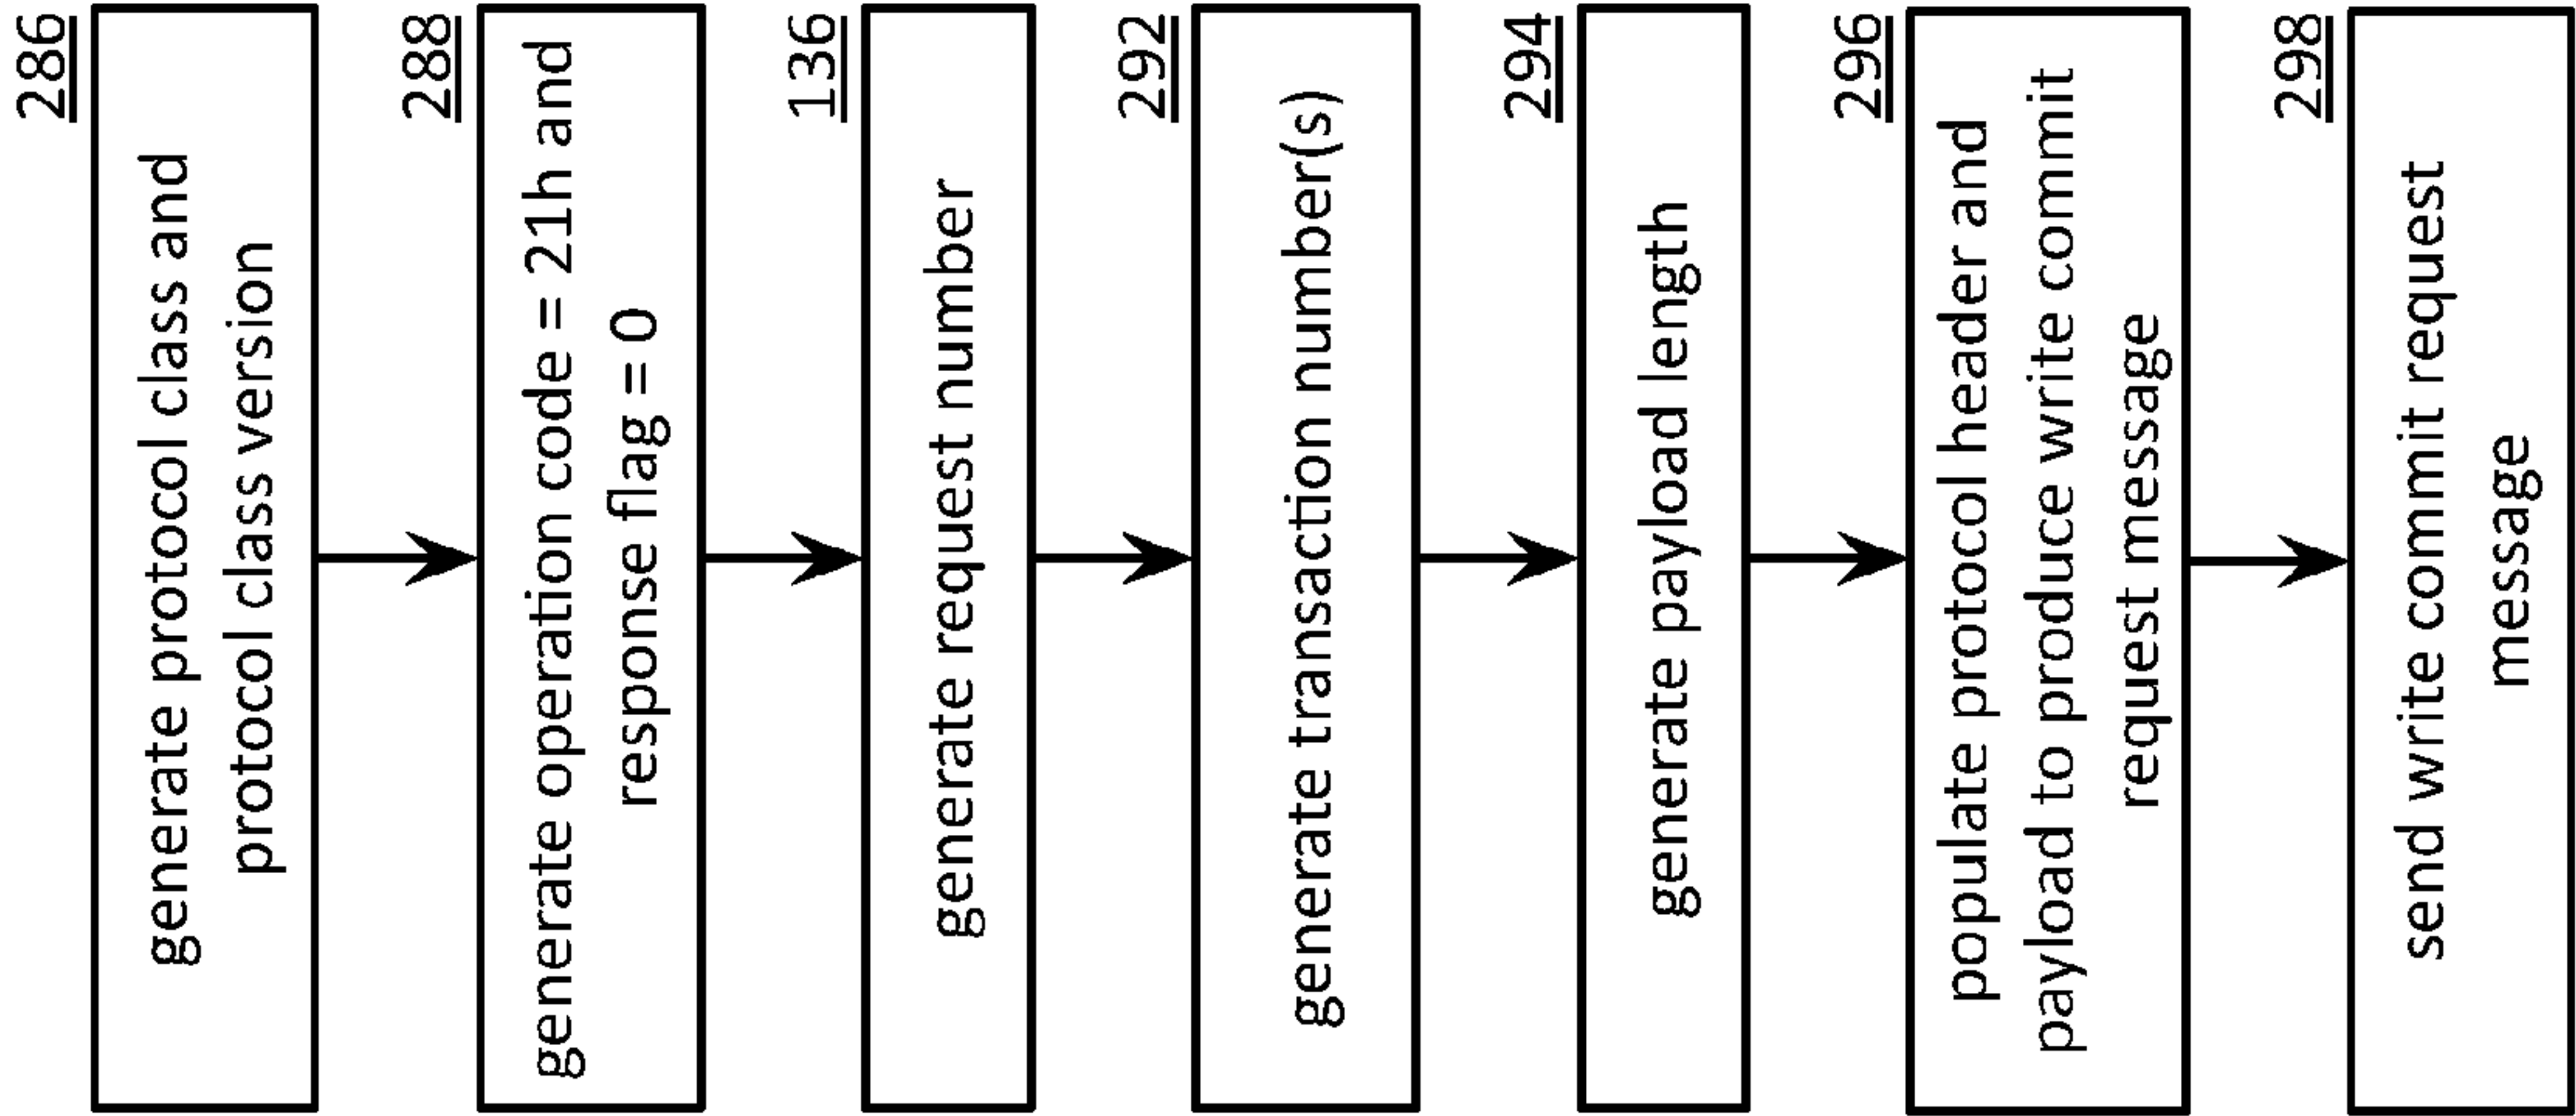 286
generate protocol class and
protocol class version
288
generate operation code = 21h and
response flag = 0
136
generate request number
292
generate transaction number(s)
294
generate payload length
296
populate protocol header and
payload to produce write commit
request message
298
send write commit request
message